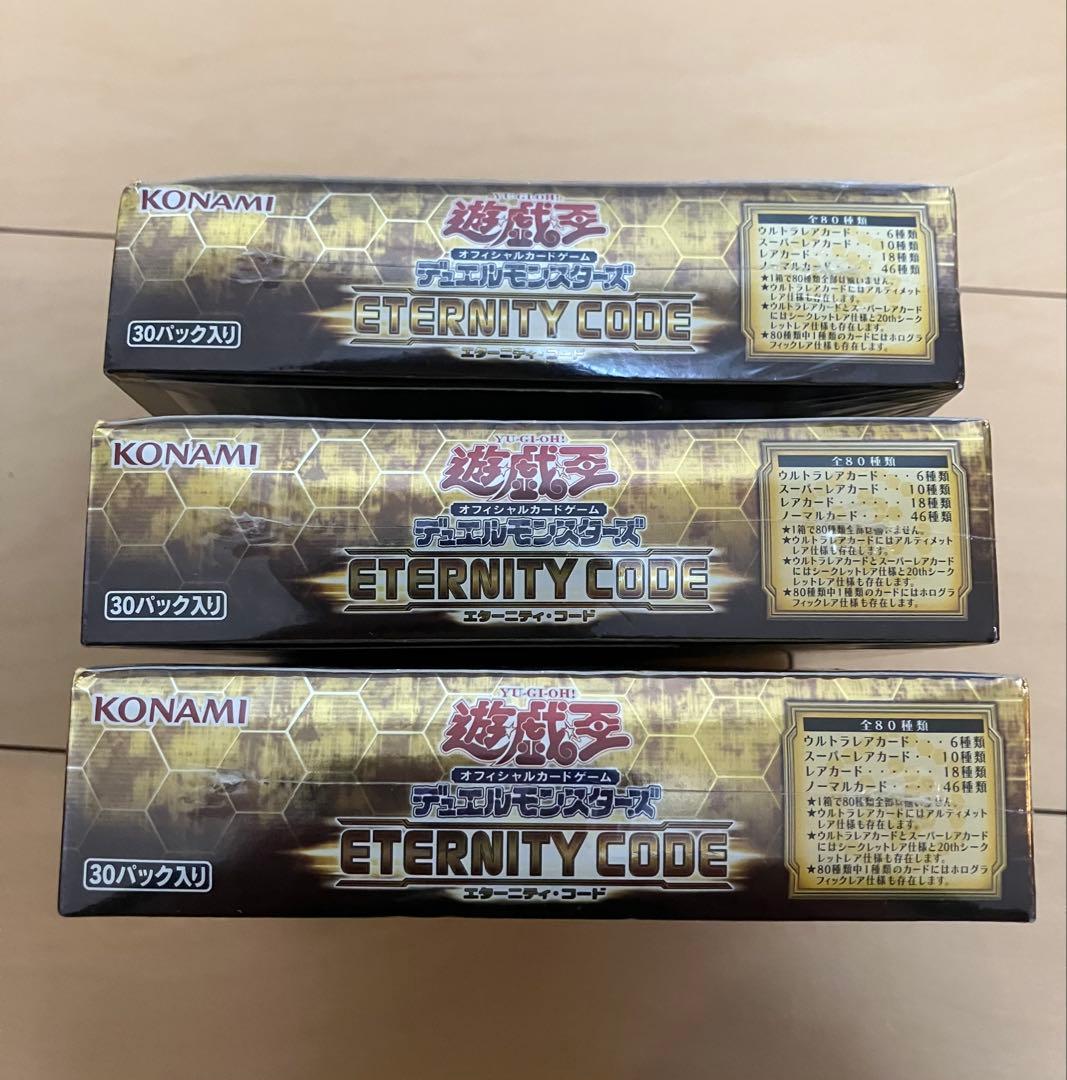 KONAMI
YU-GI-OH!
遊戯王
オフィシャルカードゲーム
デュエルモンスターズ
ETERNITY CODE
エターニティ・コード
30パック入り
全80種類
ウルトラレアカード・・・6種類
スーパーレアカード・・・10種類
レアカード・・・・・・18種類
ノーマルカード・・・・46種類
★1箱で80種類全部は揃いません。
★ウルトラレアカードにはアルティメット
レア仕様も存在します。
★ウルトラレアカードとスーパーレアカード
にはシークレットレア仕様と20thシーク
レットレア仕様も存在します。
★80種類中1種類のカードにはホログラ
フィックレア仕様も存在します。
KONAMI
YU-GI-OH!
遊戯王
オフィシャルカードゲーム
デュエルモンスターズ
ETERNITY CODE
エターニティ・コード
30パック入り
全80種類
ウルトラレアカード・・・6種類
スーパーレアカード・・・10種類
レアカード・・・・・・18種類
ノーマルカード・・・・46種類
★1箱で80種類全部は揃いません。
★ウルトラレアカードにはアルティメット
レア仕様も存在します。
★ウルトラレアカードとスーパーレアカード
にはシークレットレア仕様と20thシーク
レットレア仕様も存在します。
★80種類中1種類のカードにはホログラ
フィックレア仕様も存在します。
KONAMI
YU-GI-OH!
遊戯王
オフィシャルカードゲーム
デュエルモンスターズ
ETERNITY CODE
エターニティ・コード
30パック入り
全80種類
ウルトラレアカード・・・6種類
スーパーレアカード・・・10種類
レアカード・・・・・・18種類
ノーマルカード・・・・46種類
★1箱で80種類全部は揃いません。
★ウルトラレアカードにはアルティメット
レア仕様も存在します。
★ウルトラレアカードとスーパーレアカード
にはシークレットレア仕様と20thシーク
レットレア仕様も存在します。
★80種類中1種類のカードにはホログラ
フィックレア仕様も存在します。